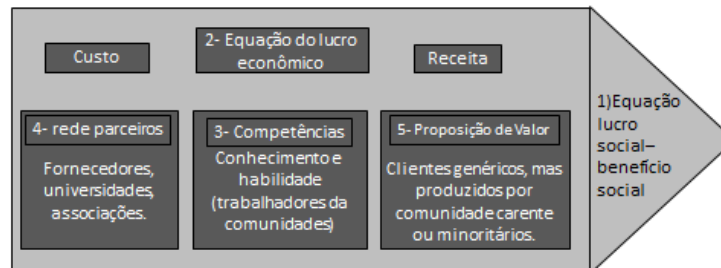 Custo
2- Equação do lucro
econômico
Receita
4- rede parceiros
Fornecedores,
universidades,
associações.
3- Competências
Conhecimento e
habilidade
(trabalhadores da
comunidades)
5- Proposição de Valor
Clientes genéricos, mas
produzidos por
comunidade carente
ou minoritários.
1)Equação
lucro
social–
benefício
social